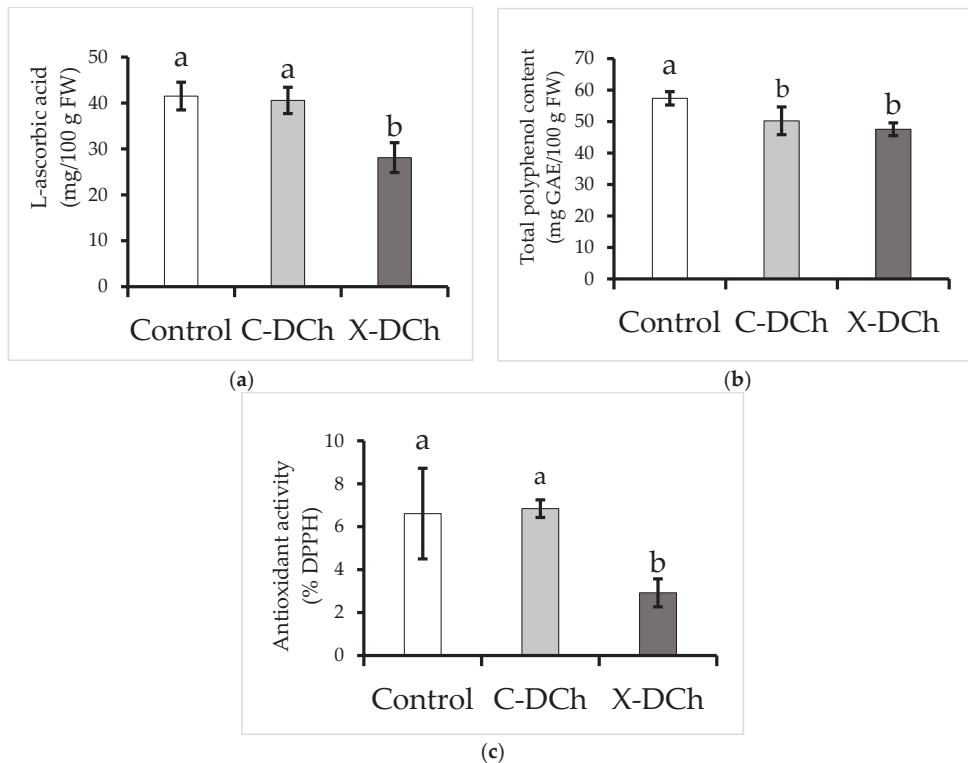 L-ascorbic acid
(mg/100 g FW)
50
40
30
20
10
0
a
a
b
Control C-DCh X-DCh
(a)
Total polyphenol content
(mg GAE/100 g FW)
70
60
50
40
30
20
10
0
a
b
b
Control C-DCh X-DCh
(b)
Antioxidant activity
(% DPPH)
10
8
6
4
2
0
a
a
b
Control C-DCh X-DCh
(c)